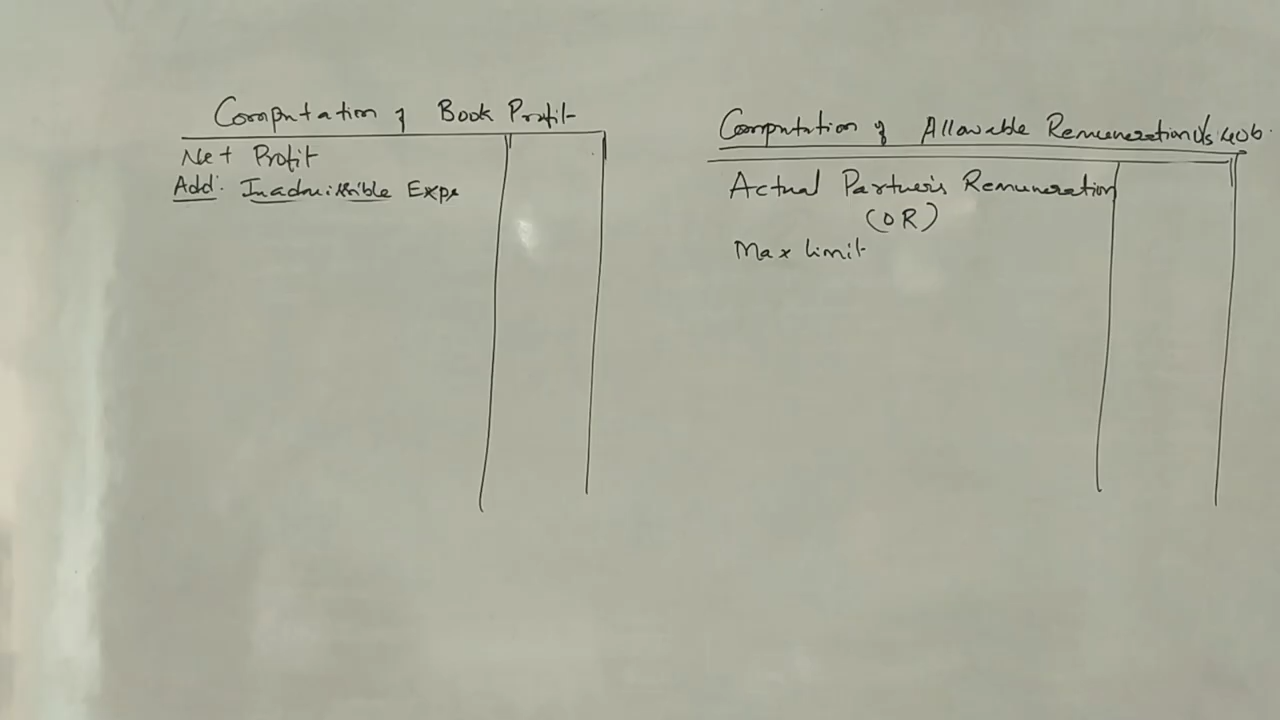 Computation of Book Profit
Net Profit
Add: Inadmissible Exps
Computation of Allowable Remuneration U/s 40b
Actual Partner's Remuneration
(OR)
Max limit